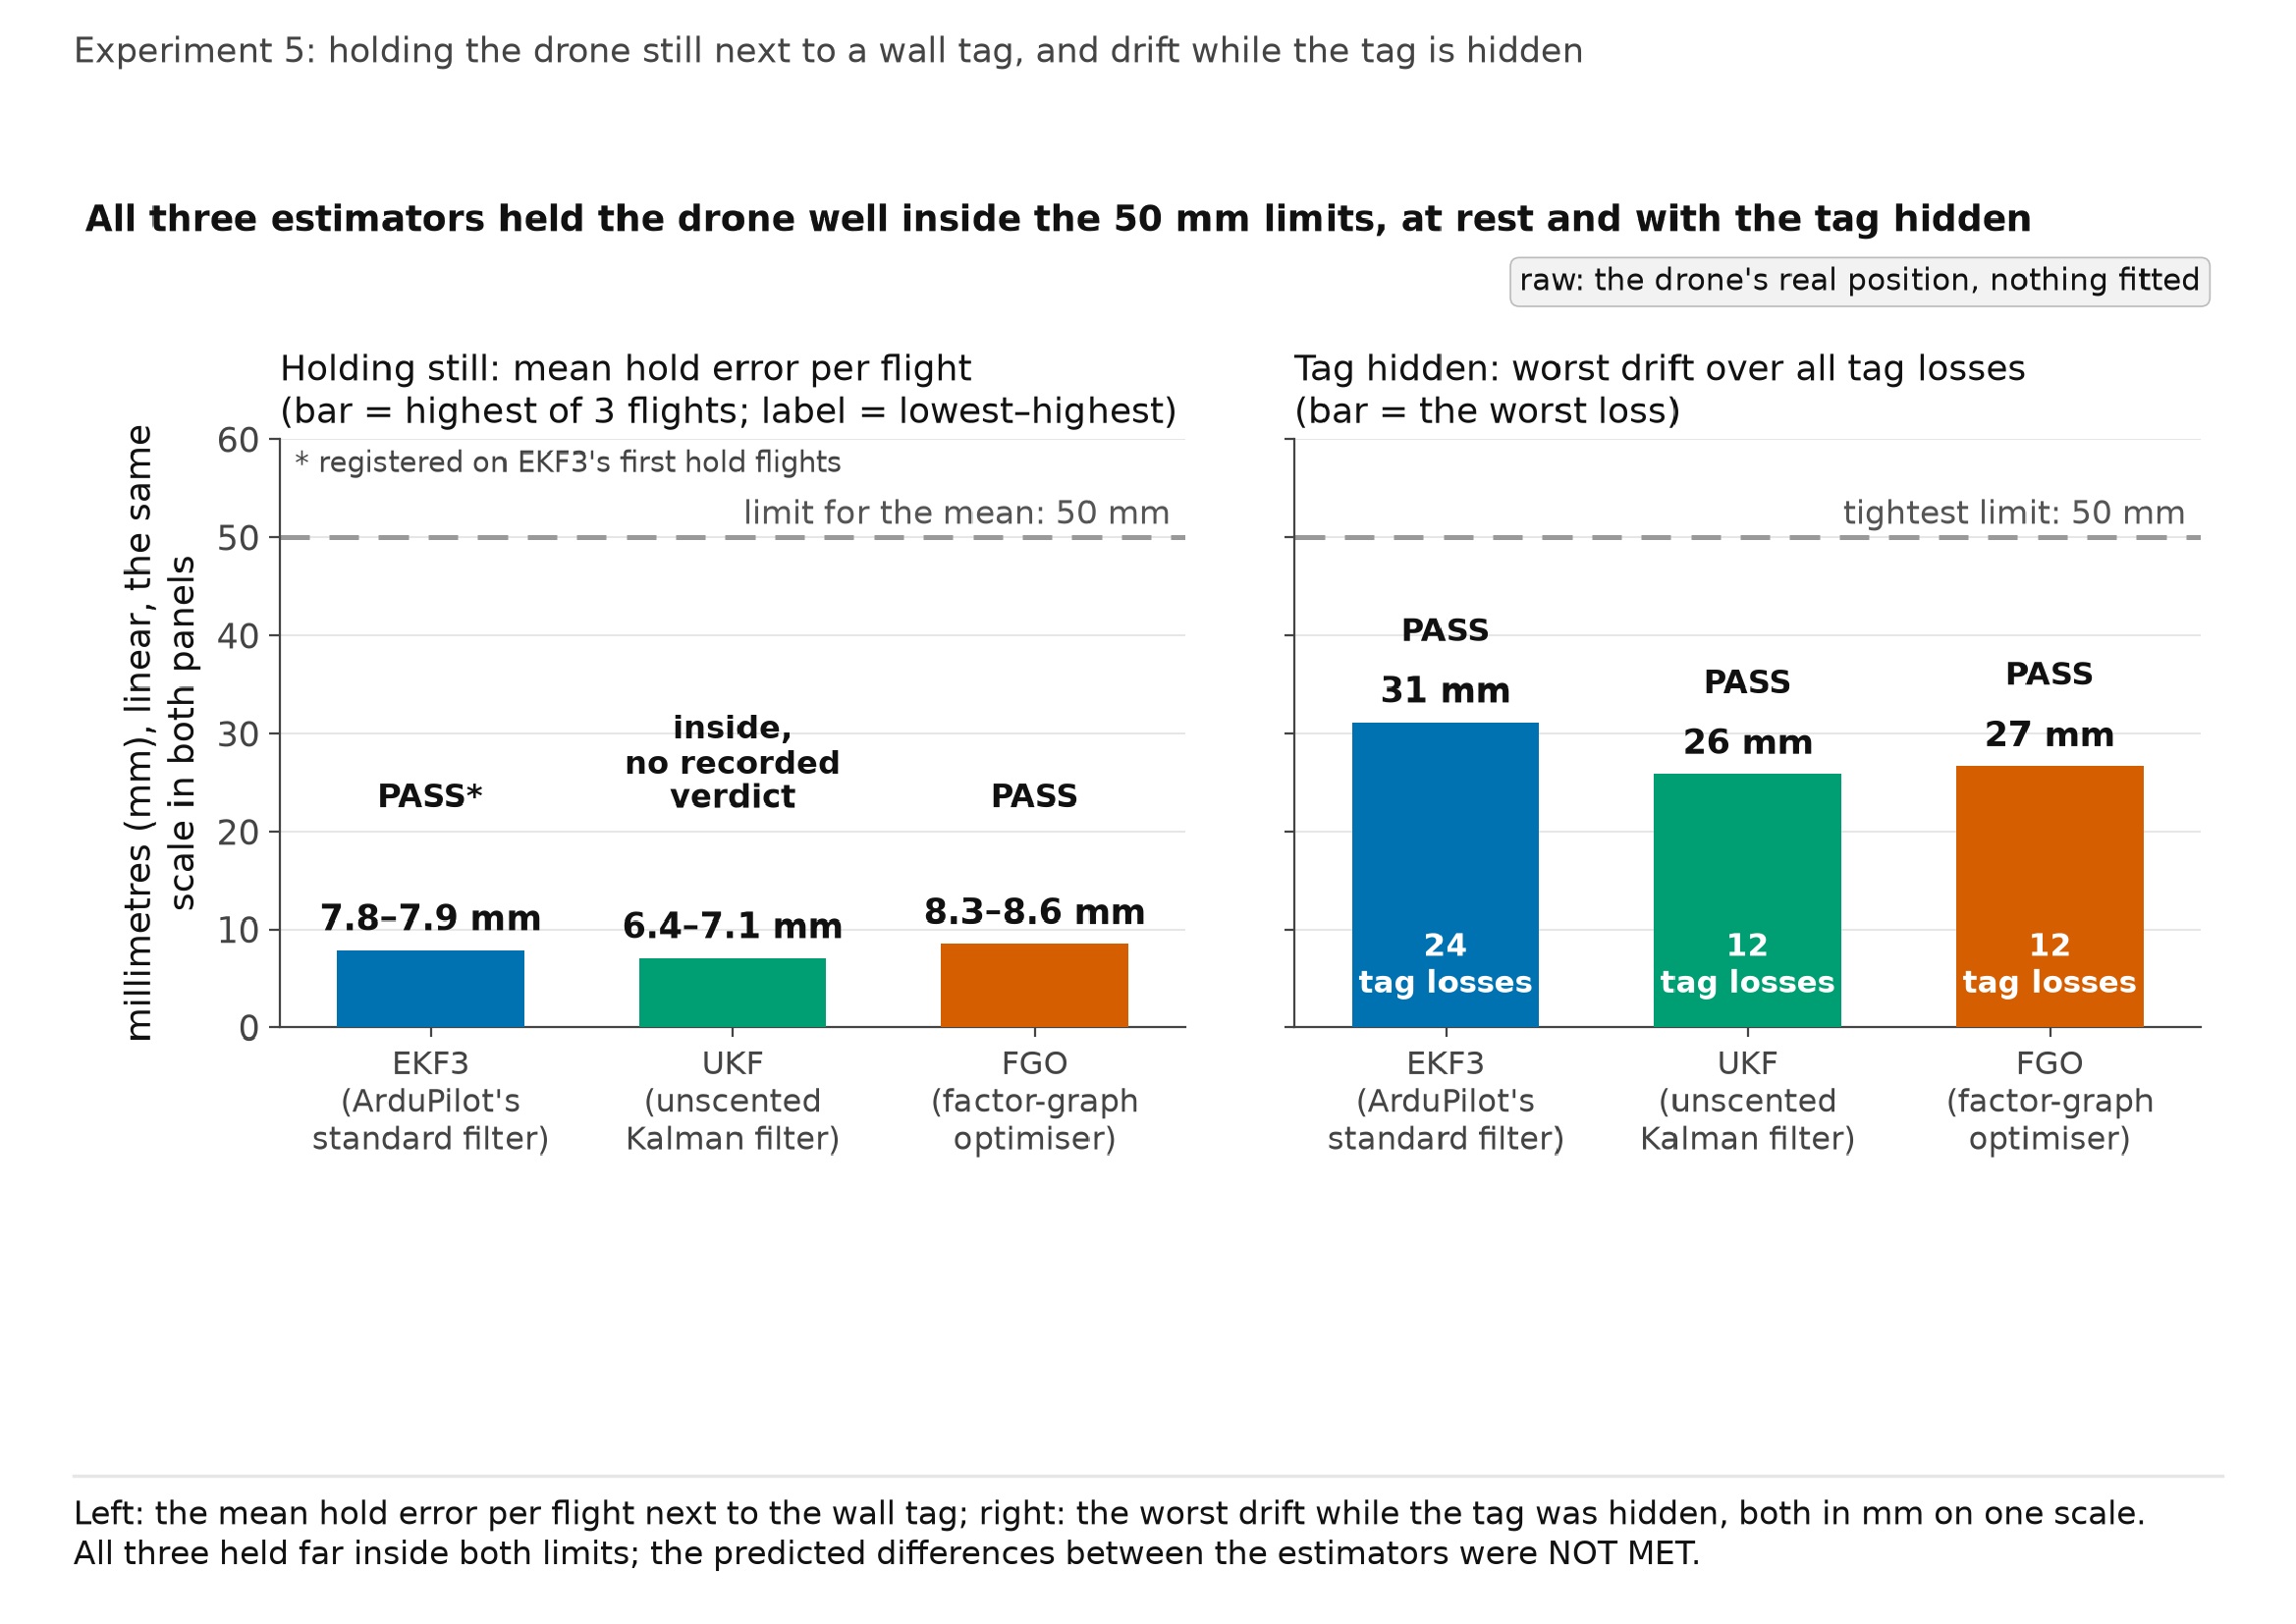 Experiment 5: holding the drone still next to a wall tag, and drift while the tag is hidden
All three estimators held the drone well inside the 50 mm limits, at rest and with the tag hidden
raw: the drone's real position, nothing fitted
Holding still: mean hold error per flight
(bar = highest of 3 flights; label = lowest–highest)
millimetres (mm), linear, the same
scale in both panels
60
50
40
30
20
10
0
* registered on EKF3's first hold flights
limit for the mean: 50 mm
PASS*
inside,
no recorded
verdict
PASS
7.8–7.9 mm
6.4–7.1 mm
8.3–8.6 mm
EKF3
(ArduPilot's
standard filter)
UKF
(unscented
Kalman filter)
FGO
(factor-graph
optimiser)
Tag hidden: worst drift over all tag losses
(bar = the worst loss)
tightest limit: 50 mm
PASS
31 mm
PASS
26 mm
PASS
27 mm
24
tag losses
12
tag losses
12
tag losses
EKF3
(ArduPilot's
standard filter)
UKF
(unscented
Kalman filter)
FGO
(factor-graph
optimiser)
Left: the mean hold error per flight next to the wall tag; right: the worst drift while the tag was hidden, both in mm on one scale.
All three held far inside both limits; the predicted differences between the estimators were NOT MET.